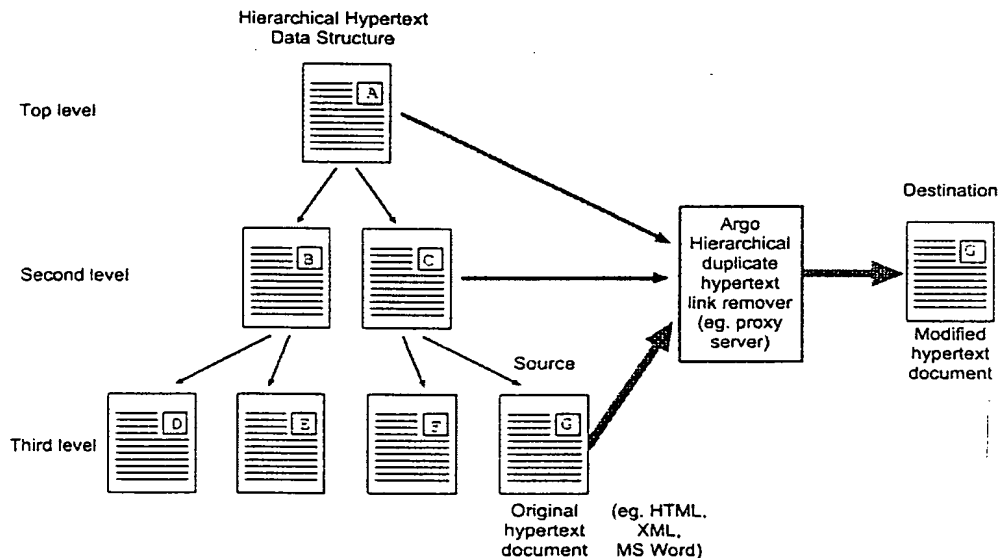 Hierarchical Hypertext
Data Structure
A
Top level
Destination
Argo
Hierarchical
duplicate
hypertext
link remover
(eg. proxy
server)
B
C
G
Second level
Modified
hypertext
document
Source
D
E
F
G
Third level
Original
hypertext
document
(eg. HTML,
XML,
MS Word)